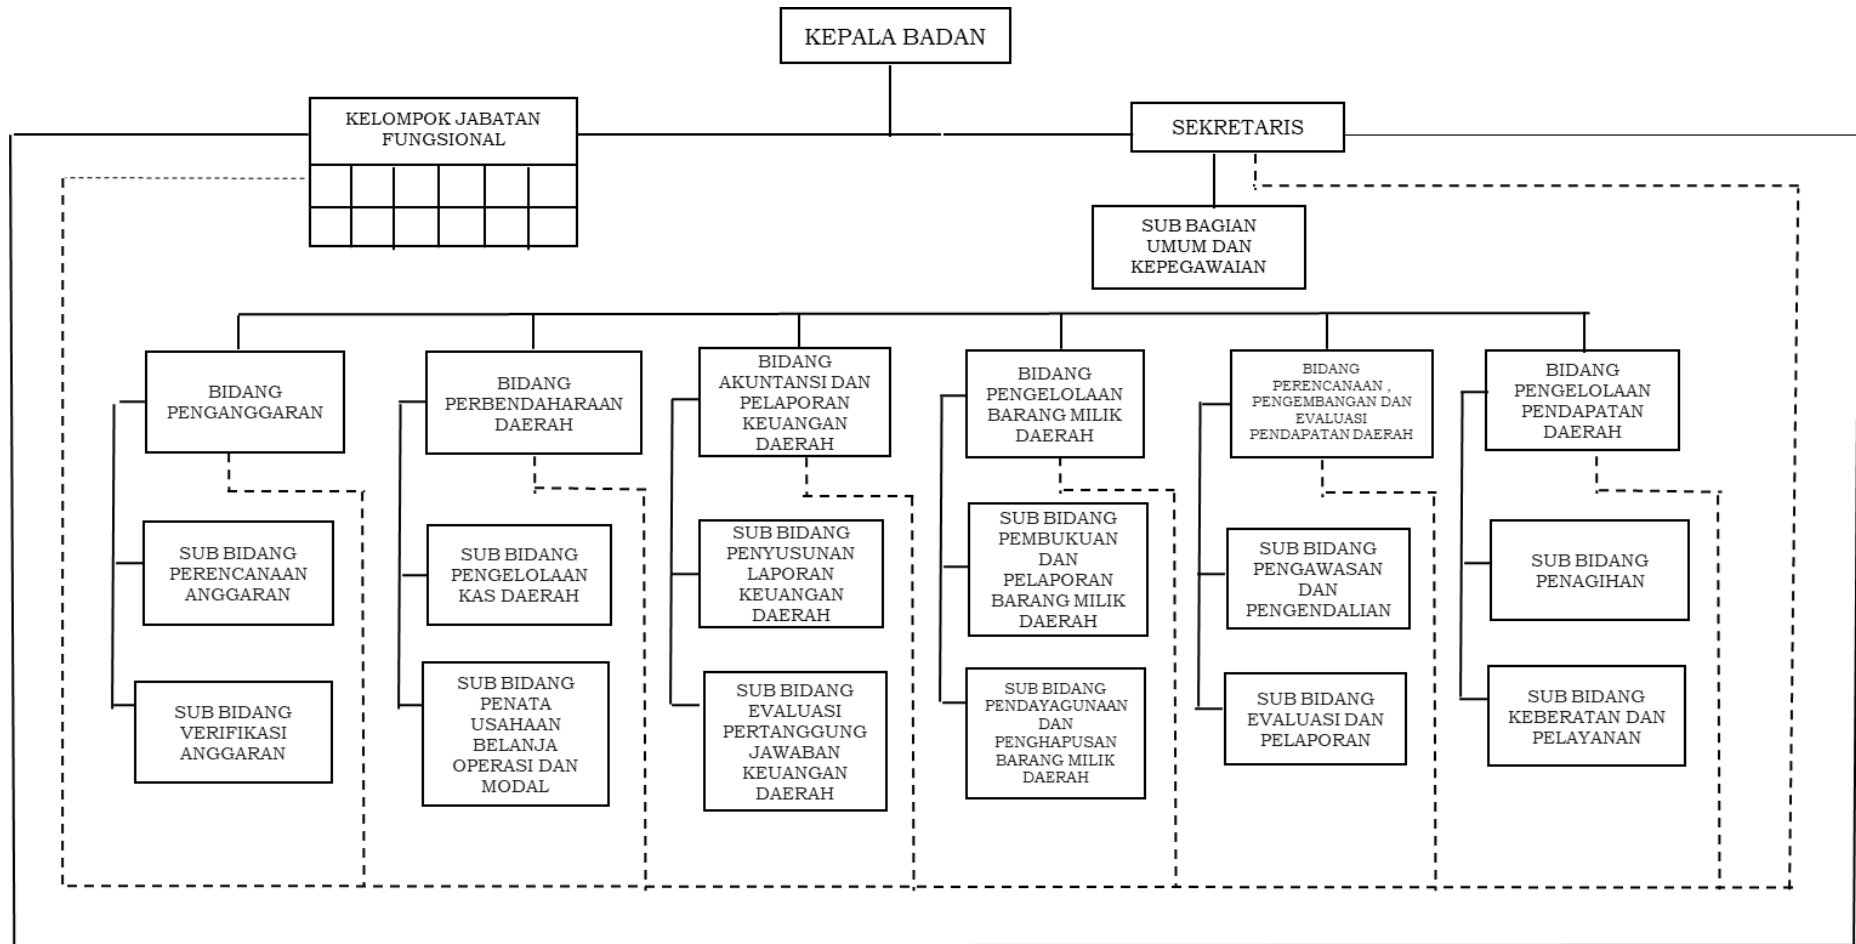 KEPALA BADAN
KELOMPOK JABATAN
FUNGSIONAL
SEKRETARIS
SUB BAGIAN
UMUM DAN
KEPEGAWAIAN
BIDANG
PENGANGGARAN
BIDANG
PERBENDAHARAAN
DAERAH
BIDANG
AKUNTANSI DAN
PELAPORAN
KEUANGAN
DAERAH
BIDANG
PENGELOLAAN
BARANG MILIK
DAERAH
BIDANG
PERENCANAAN ,
PENGEMBANGAN DAN
EVALUASI
PENDAPATAN DAERAH
BIDANG
PENGELOLAAN
PENDAPATAN
DAERAH
SUB BIDANG
PERENCANAAN
ANGGARAN
SUB BIDANG
PENGELOLAAN
KAS DAERAH
SUB BIDANG
PENYUSUNAN
LAPORAN
KEUANGAN
DAERAH
SUB BIDANG
PEMBUKUAN
DAN
PELAPORAN
BARANG MILIK
DAERAH
SUB BIDANG
PENGAWASAN
DAN
PENGENDALIAN
SUB BIDANG
PENAGIHAN
SUB BIDANG
VERIFIKASI
ANGGARAN
SUB BIDANG
PENATA
USAHAAN
BELANJA
OPERASI DAN
MODAL
SUB BIDANG
EVALUASI
PERTANGGUNG
JAWABAN
KEUANGAN
DAERAH
SUB BIDANG
PENDAYAGUNAAN
DAN
PENGHAPUSAN
BARANG MILIK
DAERAH
SUB BIDANG
EVALUASI DAN
PELAPORAN
SUB BIDANG
KEBERATAN DAN
PELAYANAN